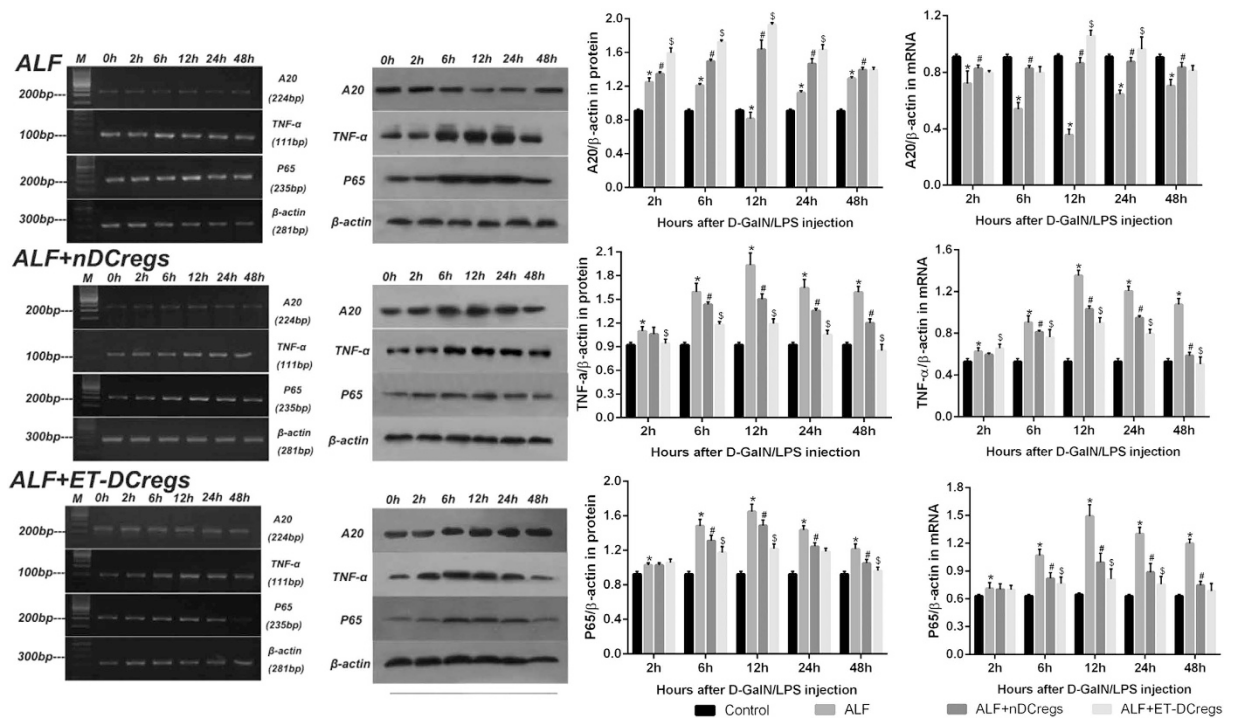 ALF
M 0h 2h 6h 12h 24h 48h
A20
200bp---
(224bp)
100bp---
TNF-α
(111bp)
P65
200bp---
(235bp)
300bp---
β-actin
(281bp)
0h 2h 6h 12h 24h 48h
A20
TNF-α
P65
β-actin
ALF+nDCregs
M 0h 2h 6h 12h 24h 48h
200bp---
A20
(224bp)
100bp---
TNF-α
(111bp)
200bp---
P65
(235bp)
300bp---
β-actin
(281bp)
0h 2h 6h 12h 24h 48h
A20
TNF-α
P65
β-actin
ALF+ET-DCregs
M 0h 2h 6h 12h 24h 48h
200bp---
A20
(224bp)
100bp---
TNF-α
(111bp)
200bp---
P65
(235bp)
300bp---
β-actin
(281bp)
0h 2h 6h 12h 24h 48h
A20
TNF-α
P65
β-actin
A20/β-actin in protein
2.0
1.6
1.2
0.8
0.4
0.0
* # $ * # $ * # $ * # $ * #
2h 6h 12h 24h 48h
Hours after D-GalN/LPS injection
A20/β-actin in mRNA
1.2
0.8
0.4
0.0
* # * # * # $ * # $ * #
2h 6h 12h 24h 48h
Hours after D-GalN/LPS injection
TNF-a/β-actin in protein
2.1
1.8
1.5
1.2
0.9
0.6
0.3
0.0
* $ * # $ * # $ * # $ * # $
2h 6h 12h 24h 48h
Hours after D-GalN/LPS injection
TNF-α/β-actin in mRNA
1.6
1.2
0.8
0.4
0.0
* $ * # $ * # $ * # $ * # $
2h 6h 12h 24h 48h
Hours after D-GalN/LPS injection
P65/β-actin in protein
2.0
1.6
1.2
0.8
0.4
0.0
* * # $ * # $ * # * # $
2h 6h 12h 24h 48h
Hours after D-GalN/LPS injection
P65/β-actin in mRNA
1.8
1.5
1.2
0.9
0.6
0.3
0.0
* * # $ * # $ * # $ * #
2h 6h 12h 24h 48h
Hours after D-GalN/LPS injection
Control ALF ALF+nDCregs ALF+ET-DCregs